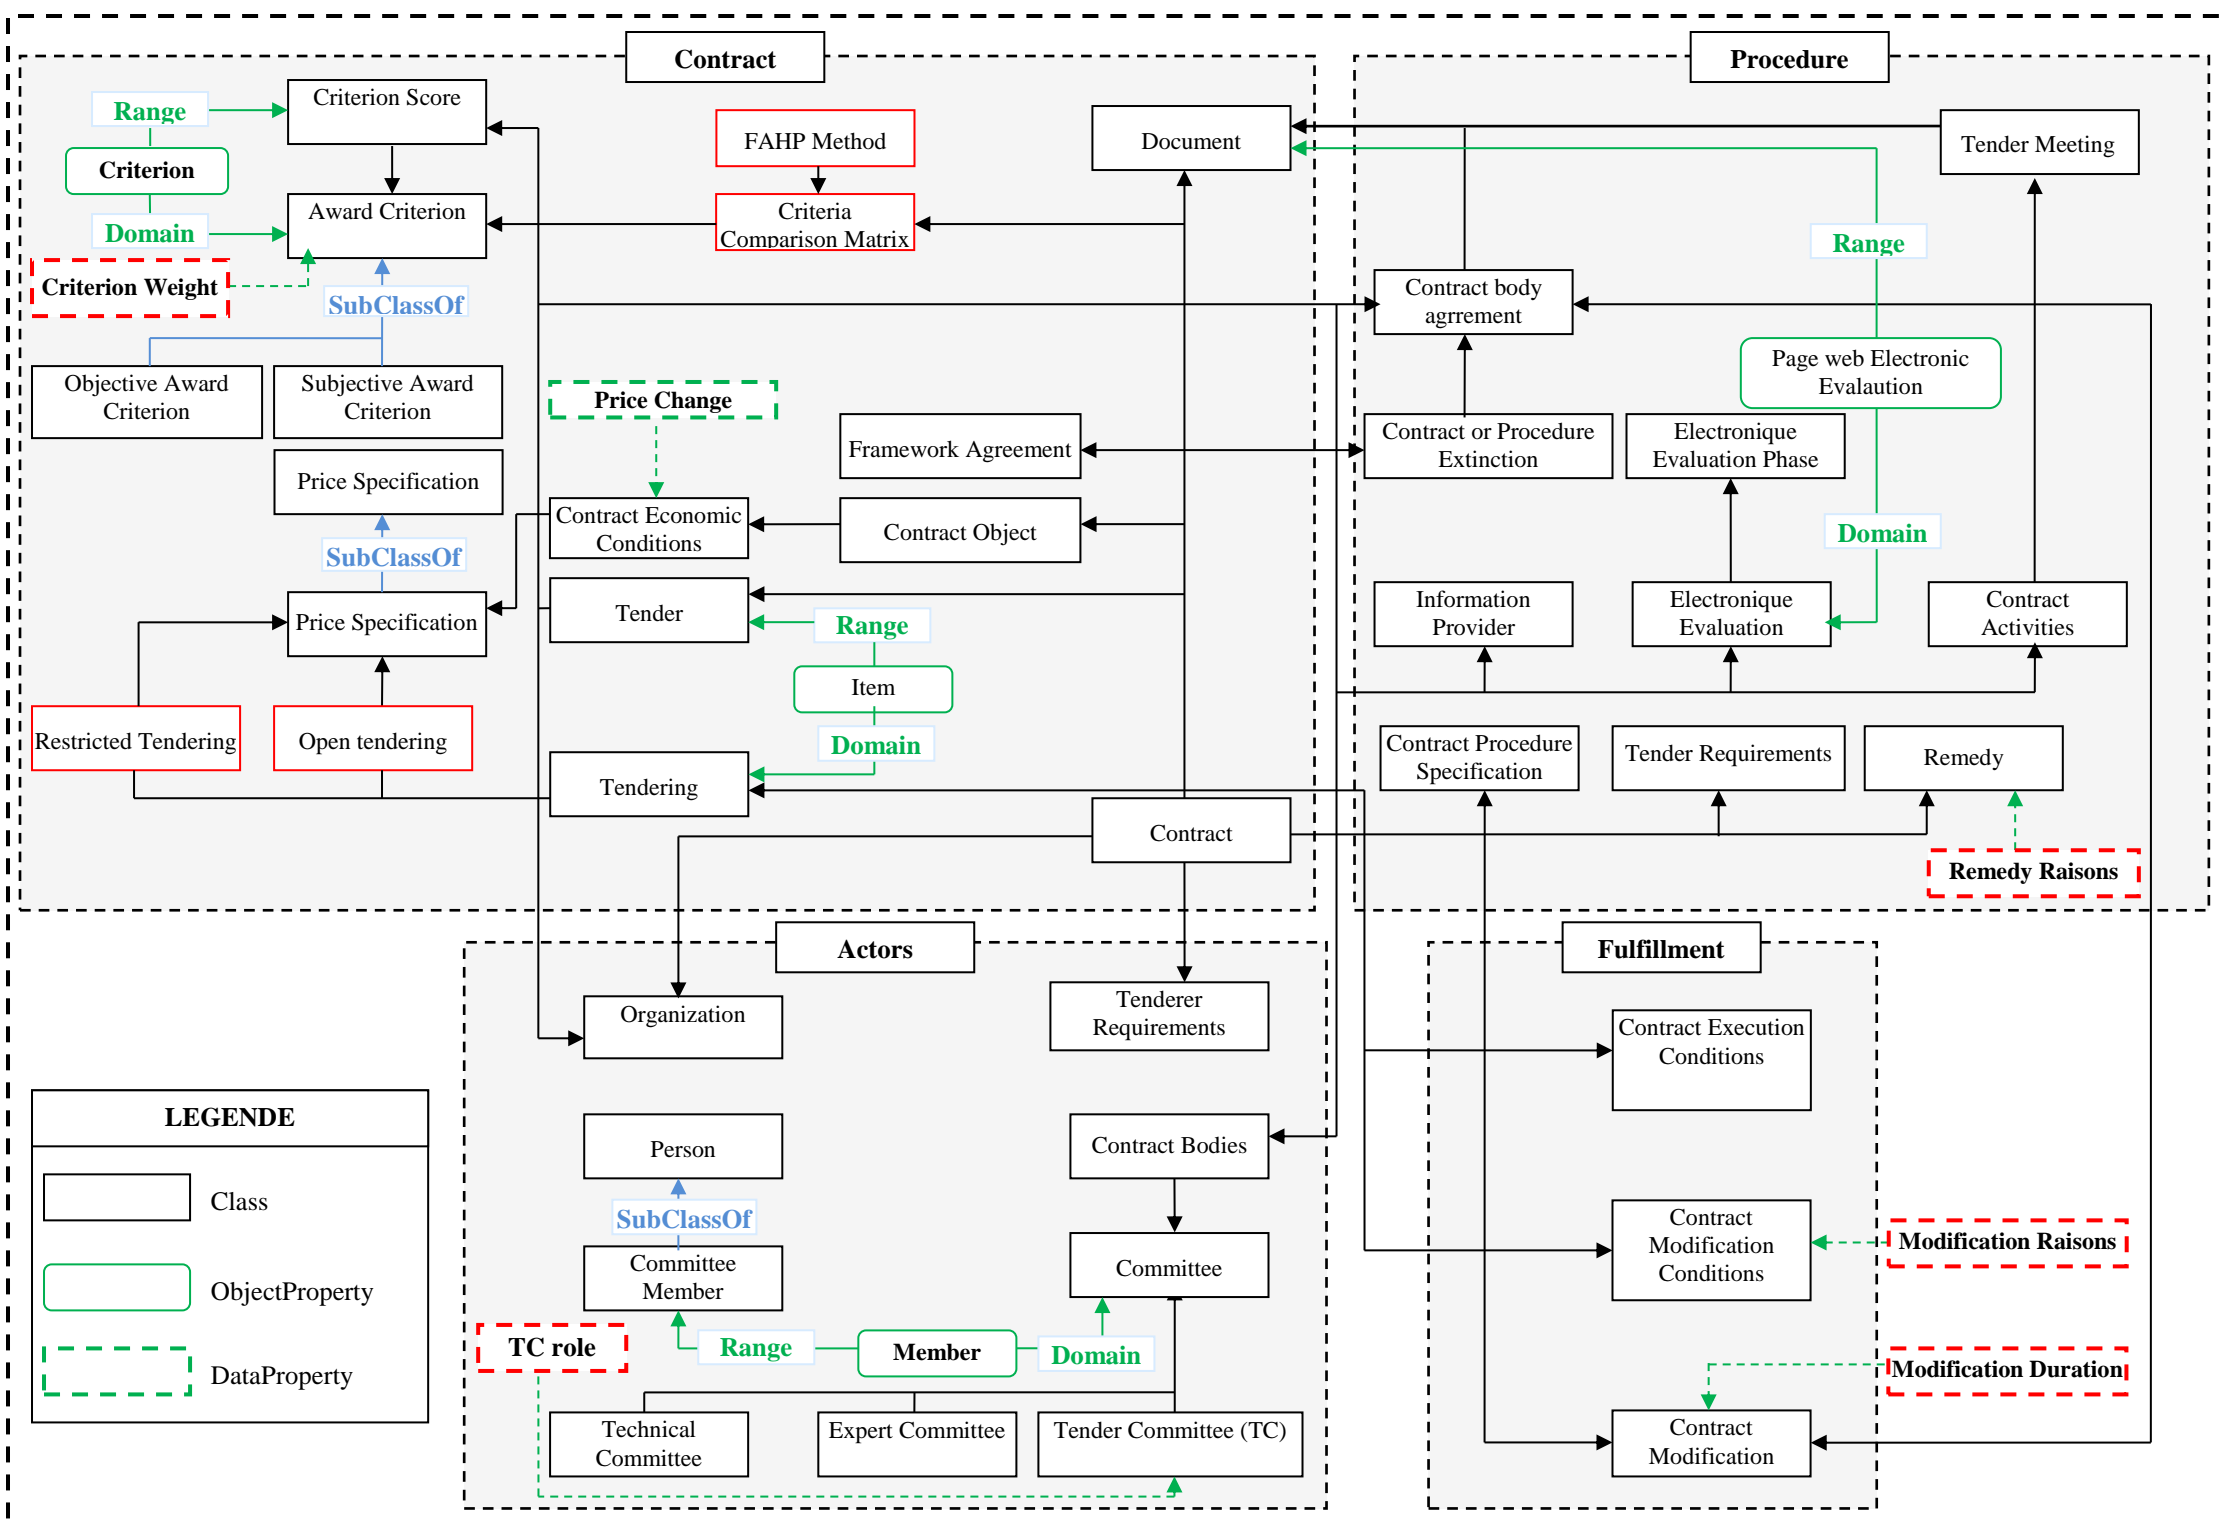 Contract
Procedure
Criterion Score
Range
FAHP Method
Document
Tender Meeting
Criterion
Award Criterion
Criteria
Comparison Matrix
Domain
Range
Criterion Weight
SubClassOf
Contract body
agrrement
Page web Electronic
Evalaution
Objective Award
Criterion
Subjective Award
Criterion
Price Change
Framework Agreement
Contract or Procedure
Extinction
Electronique
Evaluation Phase
Price Specification
Contract Economic
Conditions
Contract Object
Domain
SubClassOf
Price Specification
Tender
Range
Information
Provider
Electronique
Evaluation
Contract
Activities
Item
Restricted Tendering
Open tendering
Domain
Tendering
Contract Procedure
Specification
Tender Requirements
Remedy
Contract
Remedy Raisons
Actors
Fulfillment
Organization
Tenderer
Requirements
Contract Execution
Conditions
LEGENDE
Class
ObjectProperty
DataProperty
Person
Contract Bodies
SubClassOf
Committee
Member
Committee
Contract
Modification
Conditions
Modification Raisons
TC role
Range
Member
Domain
Modification Duration
Technical
Committee
Expert Committee
Tender Committee (TC)
Contract
Modification